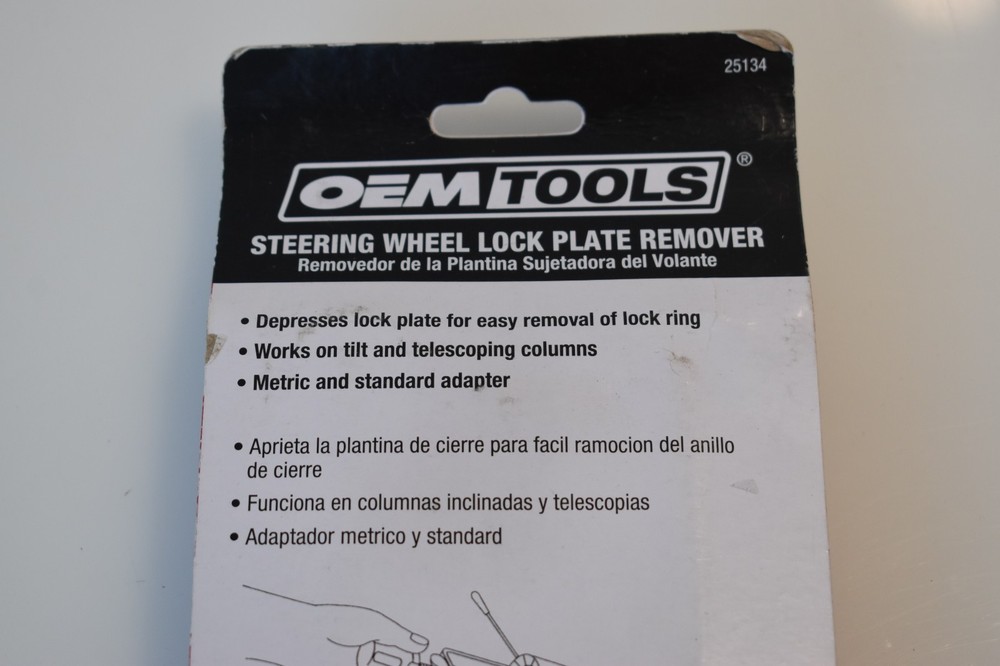 25134
OEM TOOLS®
STEERING WHEEL LOCK PLATE REMOVER
Removedor de la Plantina Sujetadora del Volante
• Depresses lock plate for easy removal of lock ring
• Works on tilt and telescoping columns
• Metric and standard adapter
• Aprieta la plantina de cierre para facil ramocion del anillo
de cierre
• Funciona en columnas inclinadas y telescopias
• Adaptador metrico y standard